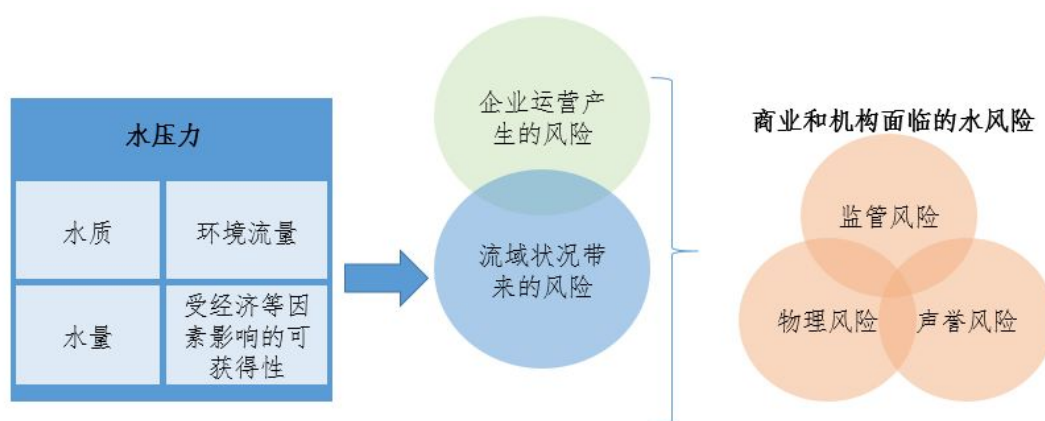 水压力
水质
环境流量
水量
受经济等因
素影响的可
获得性
企业运营产
生的风险
流域状况带
来的风险
商业和机构面临的水风险
监管风险
物理风险
声誉风险